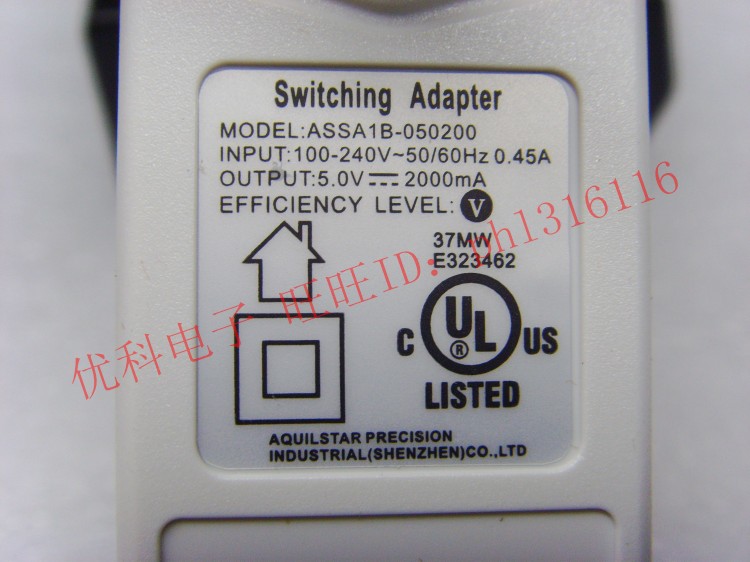 Switching Adapter
MODEL:ASSA1B-050200
INPUT:100-240V~50/60Hz 0.45A
OUTPUT:5.0V 2000mA
EFFICIENCY LEVEL: V
37MW
E323462
优科电子 旺旺ID: ph1316116
C UL US
®
LISTED
AQUILSTAR PRECISION
INDUSTRIAL(SHENZHEN)CO.,LTD